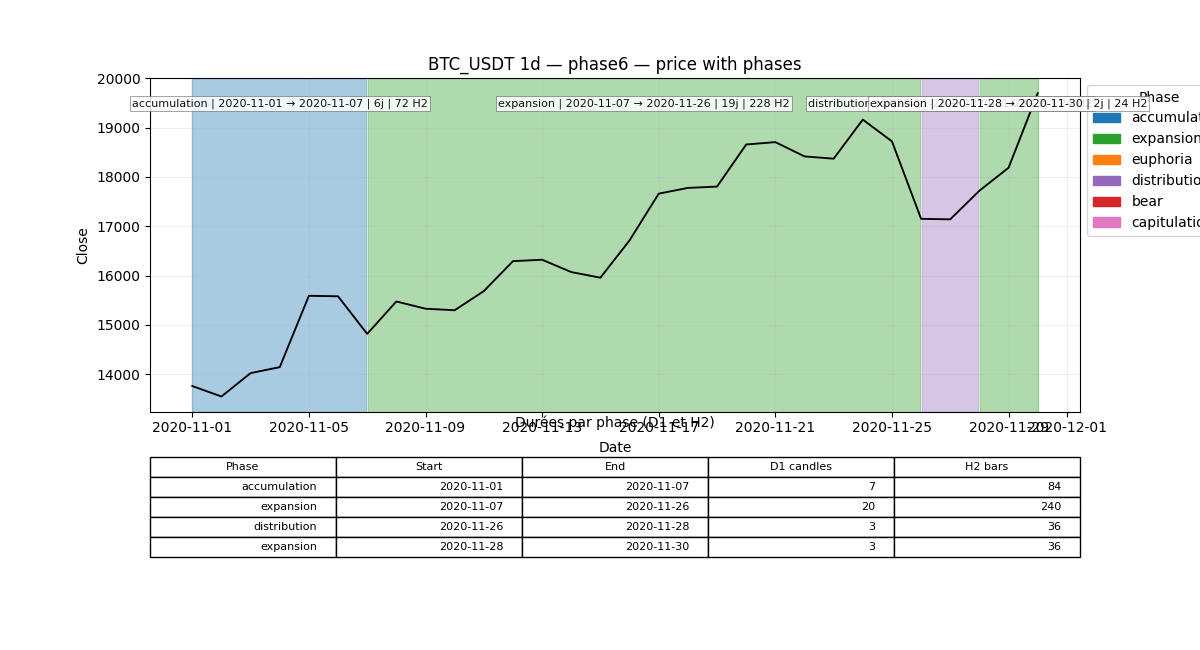 BTC_USDT 1d — phase6 — price with phases
20000
19000
18000
17000
16000
15000
14000
Close
accumulation | 2020-11-01 → 2020-11-07 | 6j | 72 H2
expansion | 2020-11-07 → 2020-11-26 | 19j | 228 H2
distribution
expansion | 2020-11-28 → 2020-11-30 | 2j | 24 H2
Phase
accumulat
expansion
euphoria
distributio
bear
capitulatio
2020-11-01 2020-11-05 2020-11-09 2020-11-13 2020-11-17 2020-11-21 2020-11-25 2020-11-29 2020-12-01
Durées par phase (D1 et H2)
Date
Phase Start End D1 candles H2 bars
accumulation 2020-11-01 2020-11-07 7 84
expansion 2020-11-07 2020-11-26 20 240
distribution 2020-11-26 2020-11-28 3 36
expansion 2020-11-28 2020-11-30 3 36